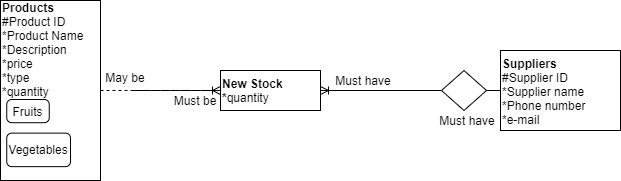 Products
#Product ID
*Product Name
*Description
*price
*type
*quantity
Fruits
Vegetables
May be
Must be
New Stock
*quantity
Must have
Must have
Suppliers
#Supplier ID
*Supplier name
*Phone number
*e-mail